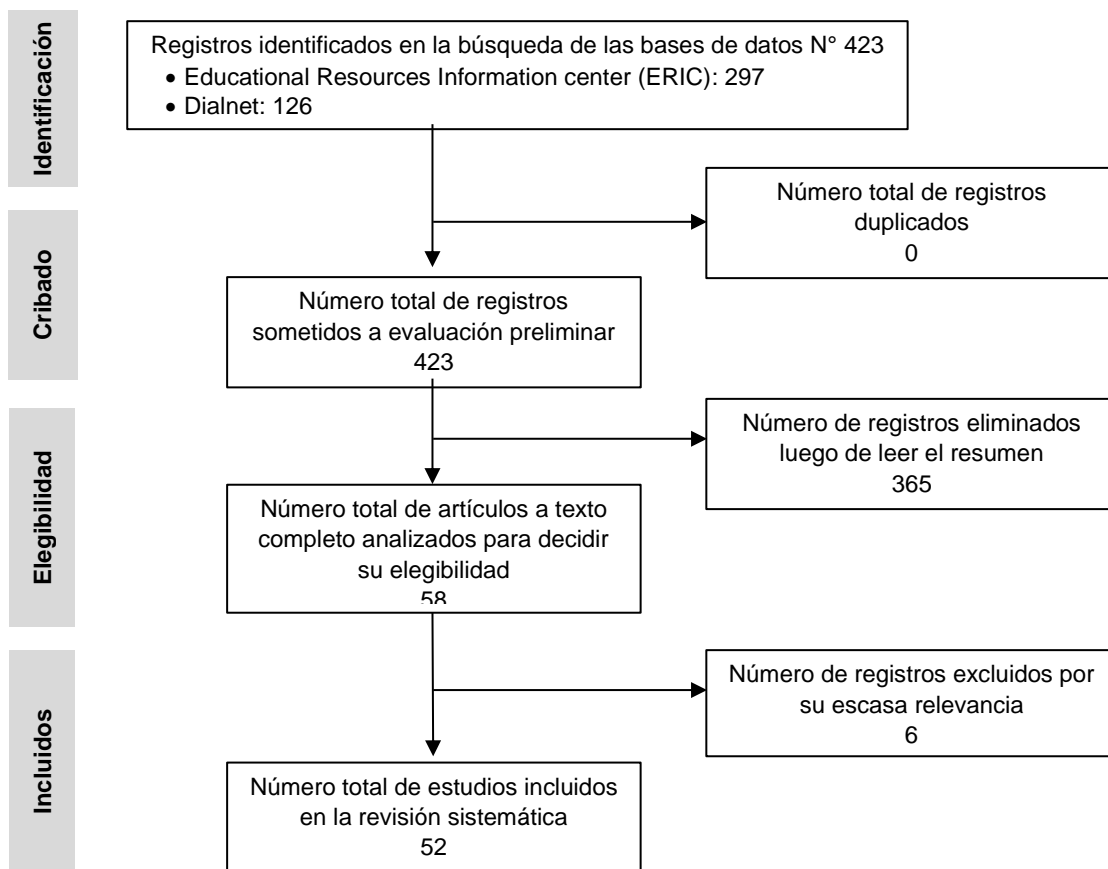 Identificación
Registros identificados en la búsqueda de las bases de datos N° 423
• Educational Resources Information center (ERIC): 297
• Dialnet: 126
Número total de registros
duplicados
0
Cribado
Número total de registros
sometidos a evaluación preliminar
423
Número de registros eliminados
luego de leer el resumen
365
Elegibilidad
Número total de artículos a texto
completo analizados para decidir
su elegibilidad
58
Número de registros excluidos por
su escasa relevancia
6
Incluidos
Número total de estudios incluidos
en la revisión sistemática
52